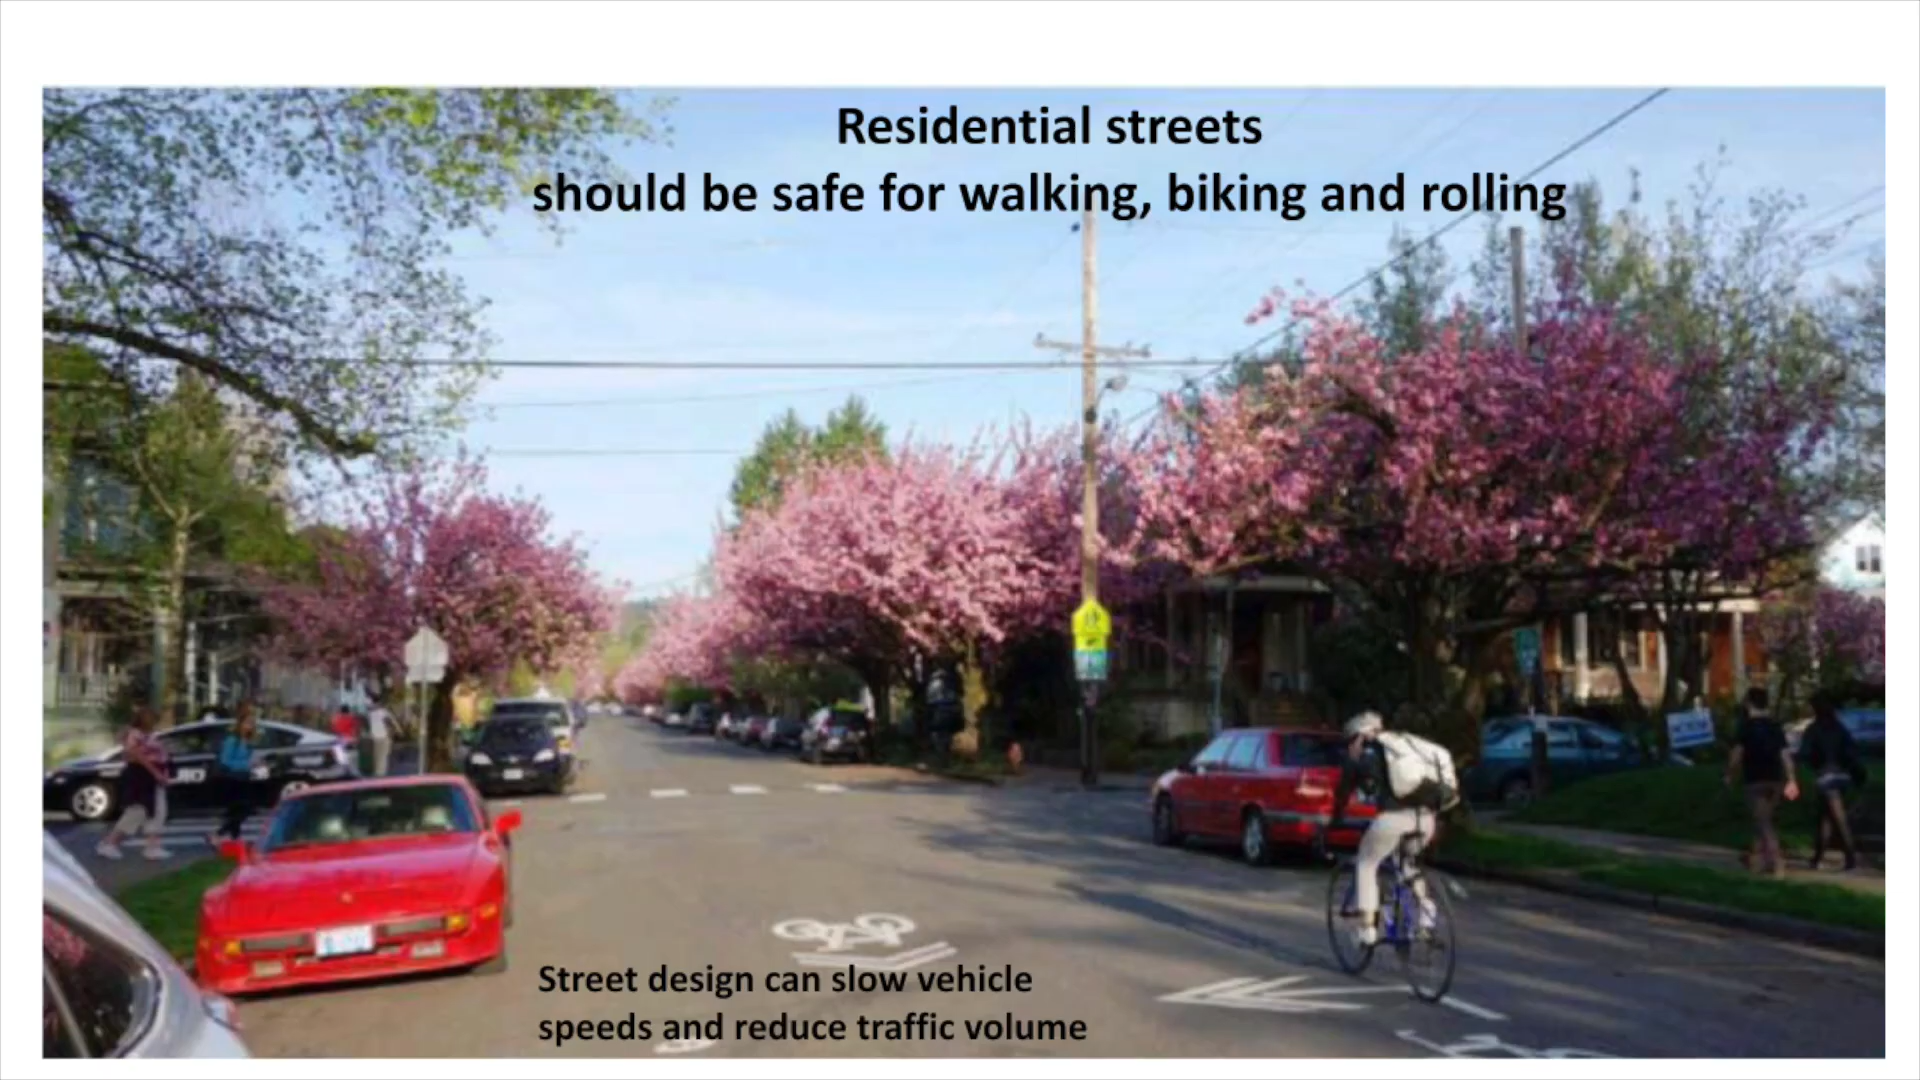 Residential streets
should be safe for walking, biking and rolling
Street design can slow vehicle
speeds and reduce traffic volume